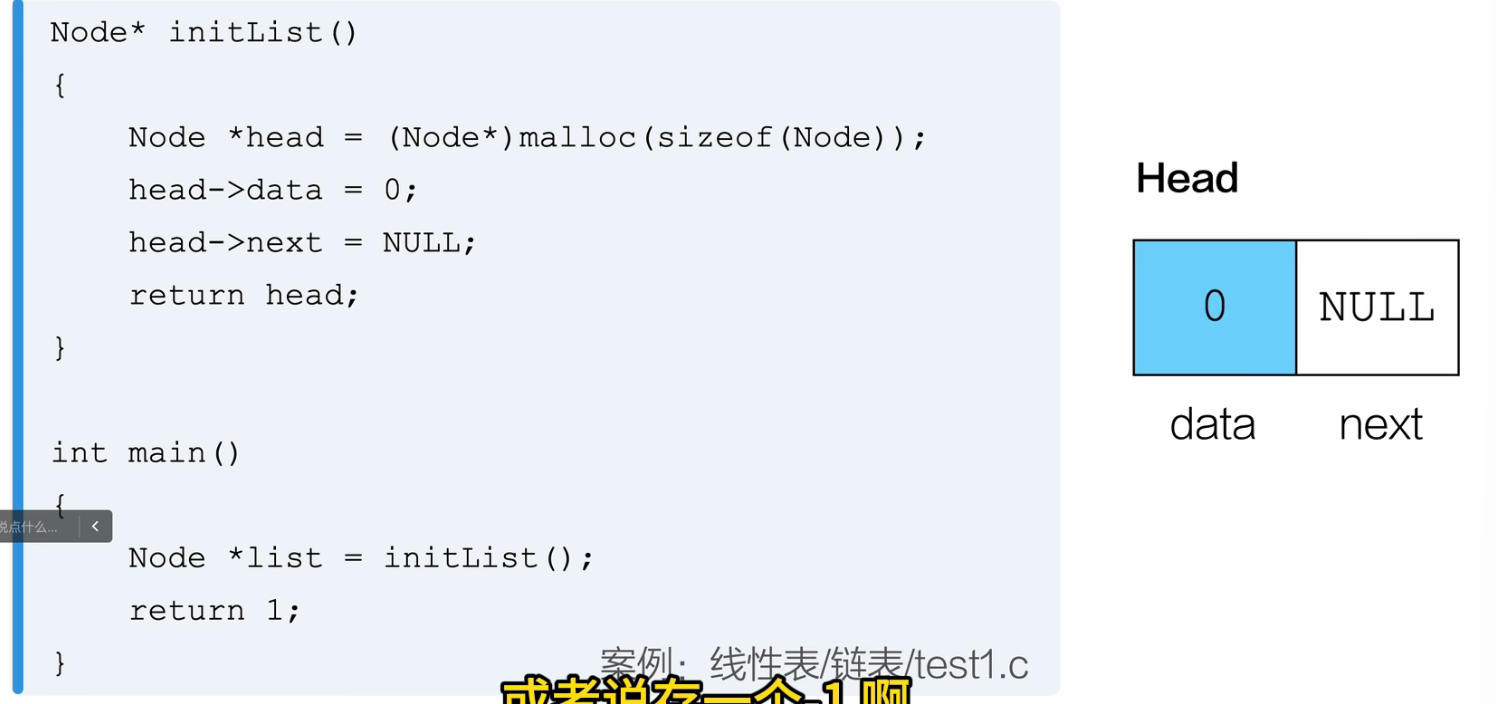 Node* initList()
{
Node *head = (Node*)malloc(sizeof(Node));
head->data = 0;
head->next = NULL;
return head;
}
int main()
{
Node *list = initList();
return 1;
}
Head
0 NULL
data next
说点什么...
案例：线性表/链表/test1.c
或者说存一个-1啊